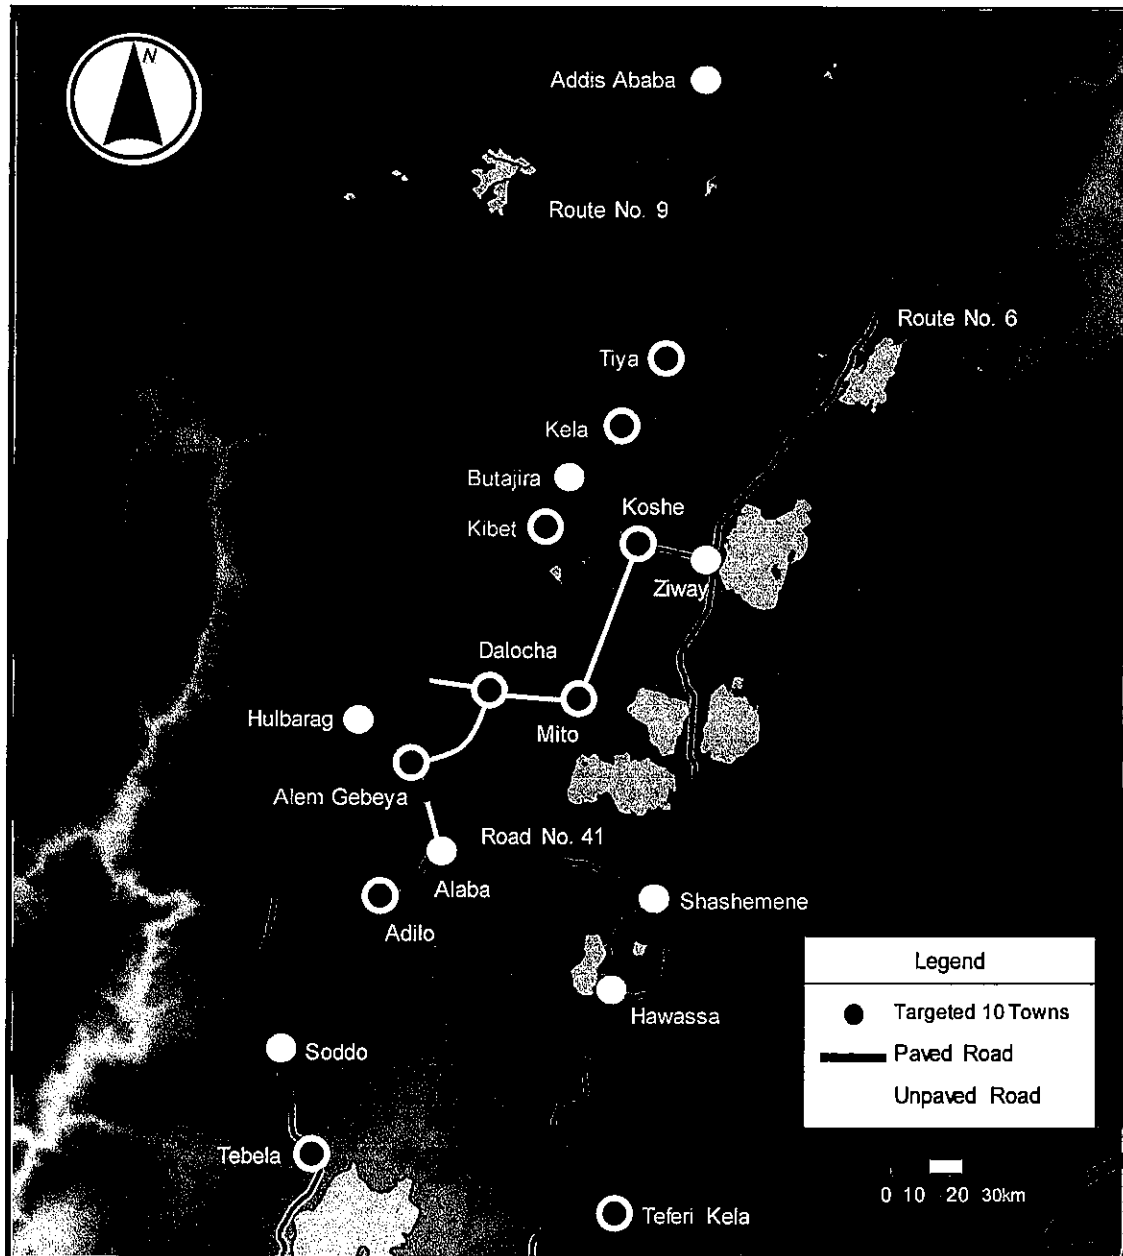 N
Addis Ababa
Route No. 9
Route No. 6
Tiya
Kela
Butajira
Koshe
Kibet
Ziway
Dalocha
Hulbarag
Mito
Alem Gebeya
Road No. 41
Alaba
Shashemene
Adilo
Legend
Hawassa
Targeted 10 Towns
Soddo
Paved Road
Unpaved Road
Tebela
0 10 20 30km
Teferi Kela